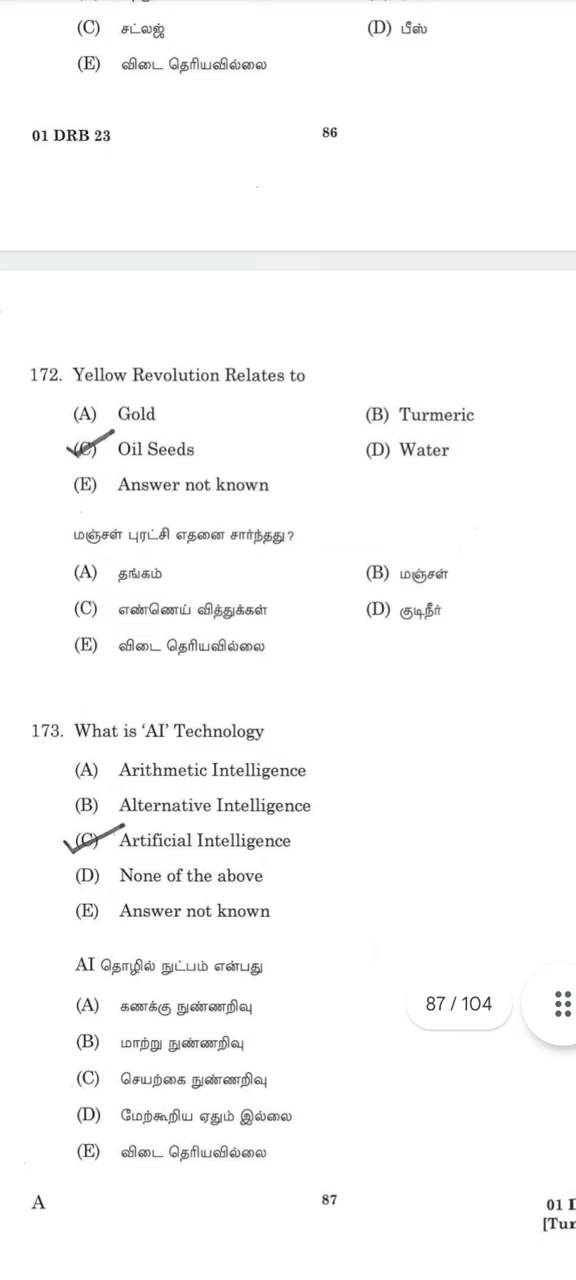 (C) சட்லஜ் (D) பீஸ்
(E) விடை தெரியவில்லை
01 DRB 23 86
172. Yellow Revolution Relates to
(A) Gold (B) Turmeric
(C) Oil Seeds (D) Water
(E) Answer not known
மஞ்சள் புரட்சி எதனை சார்ந்தது?
(A) தங்கம் (B) மஞ்சள்
(C) எண்ணெய் வித்துக்கள் (D) குடிநீர்
(E) விடை தெரியவில்லை
173. What is ‘AI’ Technology
(A) Arithmetic Intelligence
(B) Alternative Intelligence
(C) Artificial Intelligence
(D) None of the above
(E) Answer not known
AI தொழில் நுட்பம் என்பது
(A) கணக்கு நுண்ணறிவு
87 / 104
(B) மாற்று நுண்ணறிவு
(C) செயற்கை நுண்ணறிவு
(D) மேற்கூறிய ஏதும் இல்லை
(E) விடை தெரியவில்லை
A 87 01
[Tur